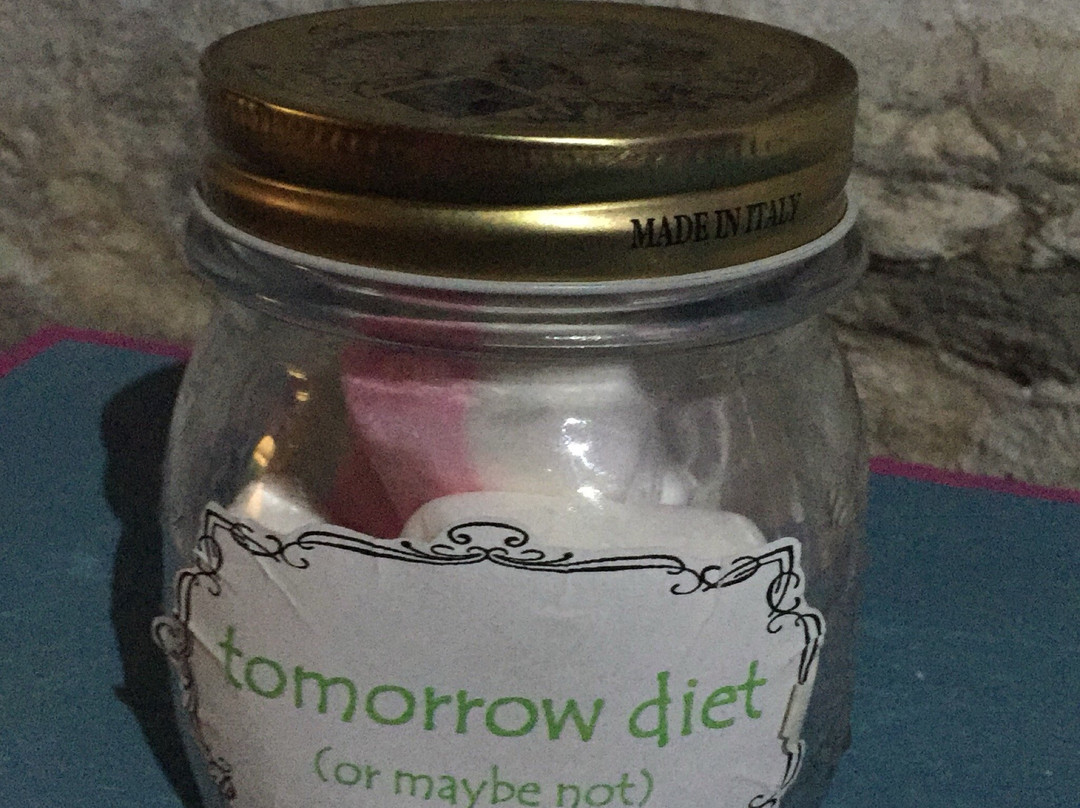 MADE IN ITALY
tomorrow diet
(or maybe not)